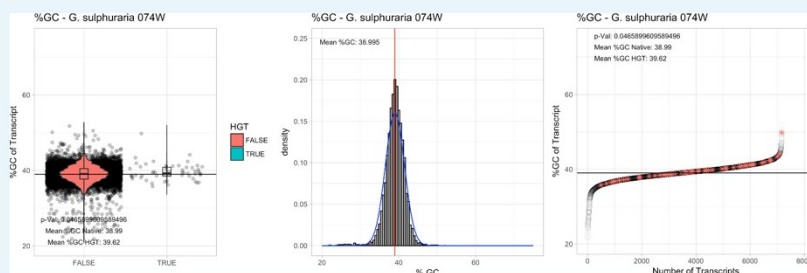 %GC - G. sulphuraria 074W
%GC of Transcript
60
40
20
p-Val: 0.0465899609589496
Mean %GC Native: 38.99
Mean %GC HGT: 39.62
FALSE
TRUE
HGT
FALSE
TRUE
%GC - G. sulphuraria 074W
Mean %GC: 38.995
density
0.25
0.20
0.15
0.10
0.05
0.00
20
40
60
% GC
%GC - G. sulphuraria 074W
p-Val: 0.0465899609589496
Mean %GC Native: 38.99
Mean %GC HGT: 39.62
%GC of Transcript
60
40
20
0
2000
4000
6000
8000
Number of Transcripts